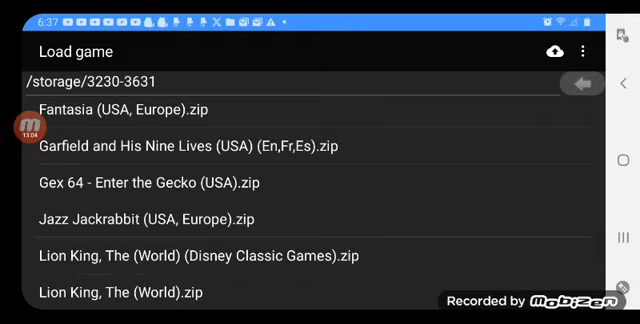 6:37
Load game
/storage/3230-3631
Fantasia (USA, Europe).zip
13:04
Garfield and His Nine Lives (USA) (En,Fr,Es).zip
Gex 64 - Enter the Gecko (USA).zip
Jazz Jackrabbit (USA, Europe).zip
Lion King, The (World) (Disney Classic Games).zip
Lion King, The (World).zip
Recorded by Mobizen